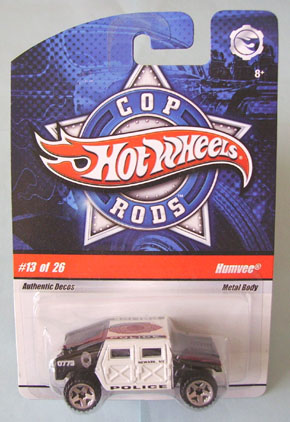 8+
COP
Hot Wheels
RODS
#13 of 26
Humvee®
Authentic Decos
Metal Body
0773
POLICE